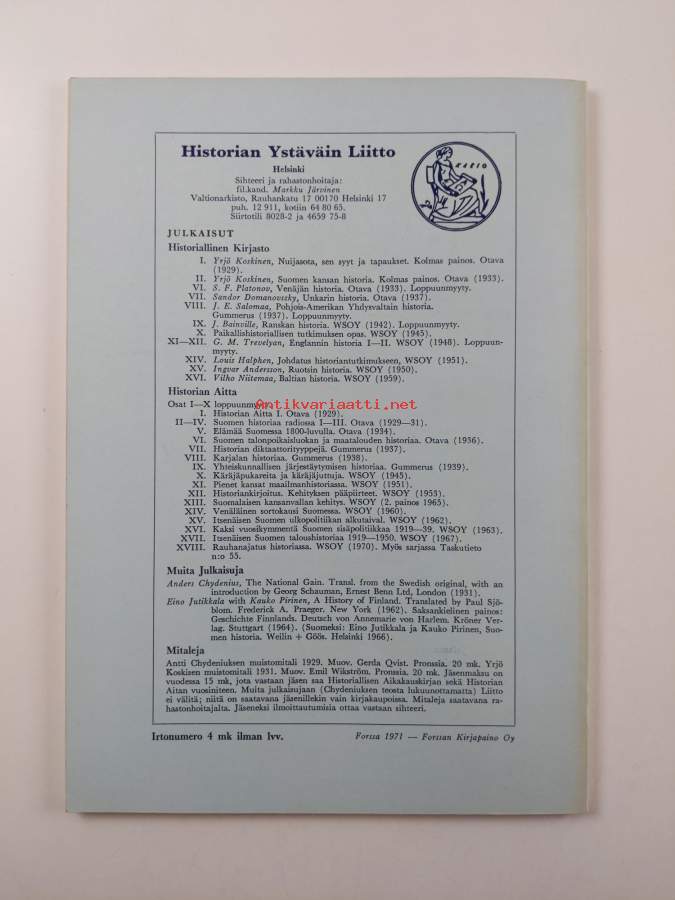 Historian Ystäväin Liitto
Helsinki
Sihteeri ja rahastonhoitaja:
fil.kand. Markku Järvinen
Valtionarkisto, Rauhankatu 17 00170 Helsinki 17
puh. 12 911, kotiin 64 80 65.
Siirtotili 8028-2 ja 4659 75-8
KLEIO
JULKAISUT
Historiallinen Kirjasto
I. Yrjö Koskinen, Nuijasota, sen syyt ja tapaukset. Kolmas painos. Otava
(1929).
II. Yrjö Koskinen, Suomen kansan historia. Kolmas painos. Otava (1933).
VI. S. F. Platonov, Venäjän historia. Otava (1933). Loppuunmyyty.
VII. Sandor Domanovszky, Unkarin historia. Otava (1937).
VIII. J. E. Salomaa, Pohjois-Amerikan Yhdysvaltain historia.
Gummerus (1937). Loppuunmyyty.
IX. J. Bainville, Ranskan historia. WSOY (1942). Loppuunmyyty.
X. Paikallishistoriallisen tutkimuksen opas. WSOY (1945).
XI—XII. G. M. Trevelyan, Englannin historia I—II. WSOY (1948). Loppuun-
myyty.
XIV. Louis Halphen, Johdatus historiantutkimukseen, WSOY (1951).
XV. Ingvar Andersson, Ruotsin historia. WSOY (1950).
XVI. Vilho Niitemaa, Baltian historia. WSOY (1959).
Historian Aitta
Osat I—X loppuunmyyty.
Antikvariaatti.net
I. Historian Aitta I. Otava (1929).
II—IV. Suomen historiaa radiossa I—III. Otava (1929—31).
V. Elämää Suomessa 1800-luvulla. Otava (1934).
VI. Suomen talonpoikaisluokan ja maatalouden historiaa. Otava (1936).
VII. Historian diktaattorityyppejä. Gummerus (1937).
VIII. Karjalan historiaa. Gummerus (1938).
IX. Yhteiskunnallisen järjestäytymisen historiaa. Gummerus (1939).
X. Käräjäpukareita ja käräjäjuttuja. WSOY (1945).
XI. Pienet kansat maailmanhistoriassa. WSOY (1951).
XII. Historiankirjoitus. Kehityksen pääpiirteet. WSOY (1953).
XIII. Suomalaisen kansanvallan kehitys. WSOY (2. painos 1965).
XIV. Venäläinen sortokausi Suomessa. WSOY (1960).
XV. Itsenäisen Suomen ulkopolitiikan alkutaival. WSOY (1962).
XVI. Kaksi vuosikymmentä Suomen sisäpolitiikkaa 1919—39. WSOY (1963).
XVII. Itsenäisen Suomen taloushistoriaa 1919—1950. WSOY (1967).
XVIII. Rauhanajatus historiassa. WSOY (1970). Myös sarjassa Taskutieto
n:o 55.
Muita Julkaisuja
Anders Chydenius, The National Gain. Transl. from the Swedish original, with an
introduction by Georg Schauman, Ernest Benn Ltd, London (1931).
Eino Jutikkala with Kauko Pirinen, A History of Finland. Translated by Paul Sjö-
blom. Frederick A. Praeger. New York (1962). Saksankielinen painos:
Geschichte Finnlands. Deutsch von Annemarie von Harlem. Kröner Ver-
lag. Stuttgart (1964). (Suomeksi: Eino Jutikkala ja Kauko Pirinen, Suo-
men historia. Weilin + Göös. Helsinki 1966).
Mitaleja
Antti Chydeniuksen muistomitali 1929. Muov. Gerda Qvist. Pronssia. 20 mk. Yrjö
Koskisen muistomitali 1931. Muov. Emil Wikström. Pronssia. 20 mk. Jäsenmaksu on
vuodessa 15 mk, jota vastaan jäsen saa Historiallisen Aikakauskirjan sekä Historian
Aitan vuosiniteen. Muita julkaisujaan (Chydeniuksen teosta lukuunottamatta) Liitto
ei välitä; niitä on saatavana jäsenillekin vain kirjakaupoissa. Mitaleja saatavana ra-
hastonhoitajalta. Jäseneksi ilmoittautumisia ottaa vastaan sihteeri.
Irtonumero 4 mk ilman lvv.
Forssa 1971 — Forssan Kirjapaino Oy